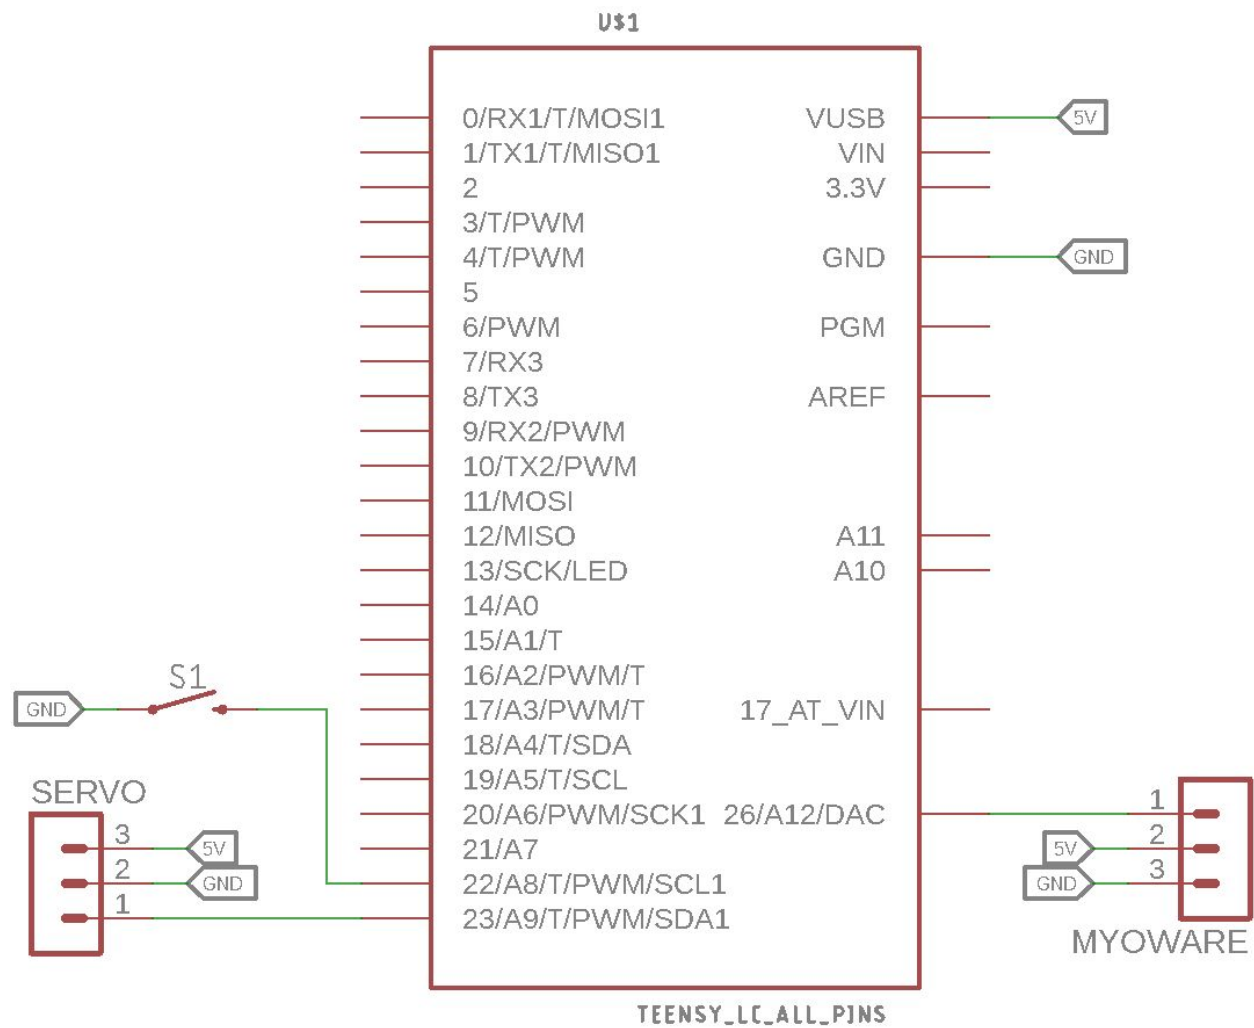 U$1
0/RX1/T/MOSI1 VUSB 5V
1/TX1/T/MISO1 VIN
2 3.3V
3/T/PWM
4/T/PWM GND GND
5
6/PWM PGM
7/RX3
8/TX3 AREF
9/RX2/PWM
10/TX2/PWM
11/MOSI
12/MISO A11
13/SCK/LED A10
14/A0
15/A1/T
S1 16/A2/PWM/T
GND 17/A3/PWM/T 17_AT_VIN
18/A4/T/SDA
SERVO 19/A5/T/SCL
20/A6/PWM/SCK1 26/A12/DAC 1
3 5V 21/A7 5V 2
2 GND 22/A8/T/PWM/SCL1 GND 3
1 23/A9/T/PWM/SDA1
MYOWARE
TEENSY_LC_ALL_PINS